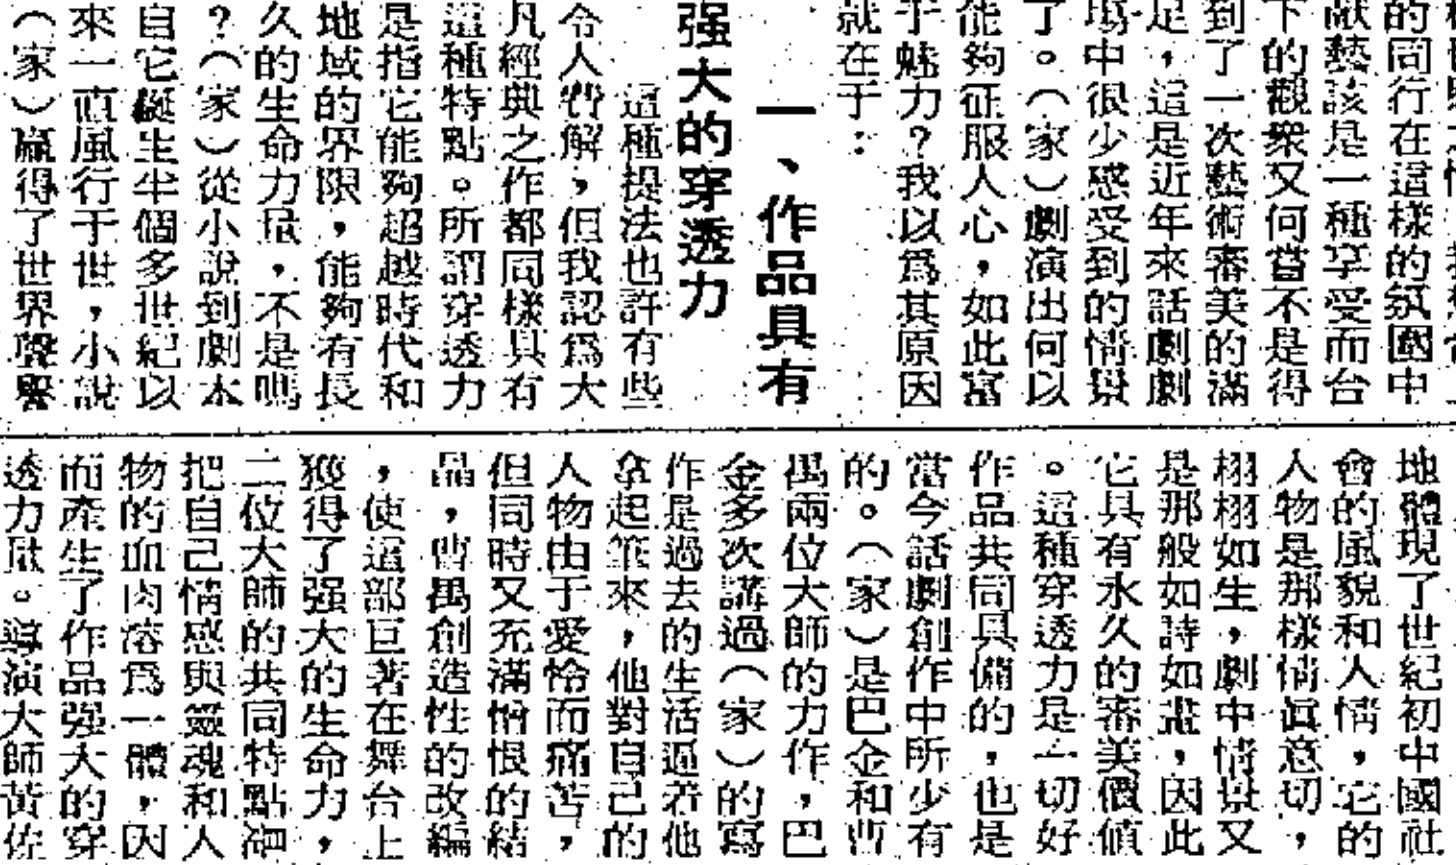 的同行在這樣的氛圍中
献藝該是一種享受而台
下的觀衆又何嘗不是得
到了一次藝術審美的滿
足，這是近年來話劇劇
塲中很少感受到的情景
了。（家）劇演出何以
能夠征服人心，如此富
于魅力？我以爲其原因
就在于：
一、作品具有
强大的穿透力
這種提法也許有些
令人費解，但我認爲大
凡經典之作都同樣具有
這種特點。所謂穿透力
是指它能夠超越時代和
地域的界限，能夠有長
久的生命力量，不是嗎
？（家）從小說到劇本
自它誕生半個多世紀以
來一直風行于世，小說
（家）贏得了世界聲譽
地體現了世紀初中國社
會的風貌和人情，它的
人物是那樣情眞意切，
栩栩如生，劇中情景又
是那般如詩如畫，因此
它具有永久的審美價值
。這種穿透力是一切好
作品共同具備的，也是
當今話劇創作中所少有
的。（家）是巴金和曹
禺兩位大師的力作，巴
金多次講過（家）的寫
作是過去的生活逼着他
拿起筆來，他對自己的
人物由于愛憐而痛苦，
但同時又充滿憎恨的結
品，曹禺創造性的改編
，使這部巨著在舞台上
獲得了强大的生命力，
二位大師的共同特點
把自己情感與靈魂和人
物的血肉溶爲一體，因
而產生了作品强大的穿
透力量。導演大師黃佐